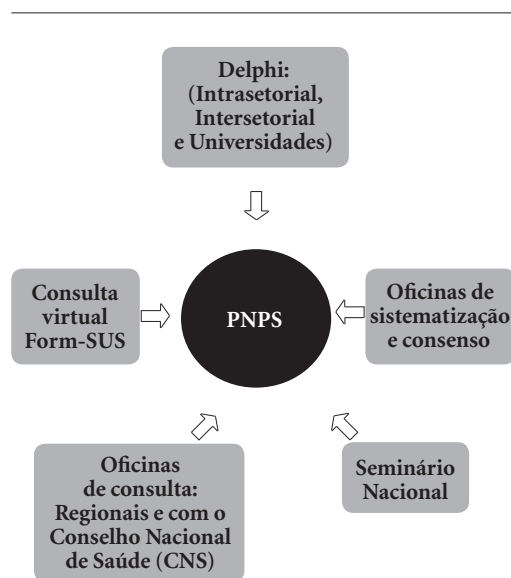 Delphi:
(Intrasetorial,
Intersetorial
e Universidades)
Consulta
virtual
Form-SUS
PNPS
Oficinas de
sistematização
e consenso
Oficinas
de consulta:
Regionais e com o
Conselho Nacional
de Saúde (CNS)
Seminário
Nacional